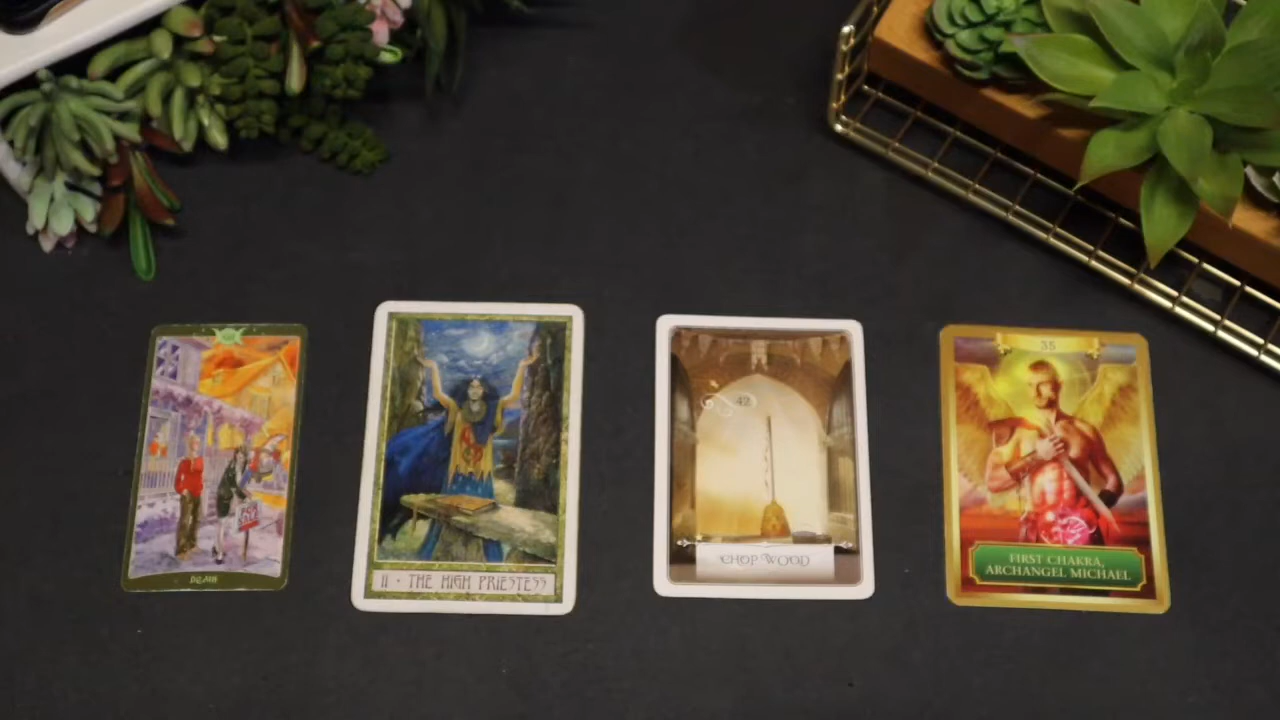 DEATH
II · THE HIGH PRIESTESS
42
CHOP WOOD
35
FIRST CHAKRA,
ARCHANGEL MICHAEL